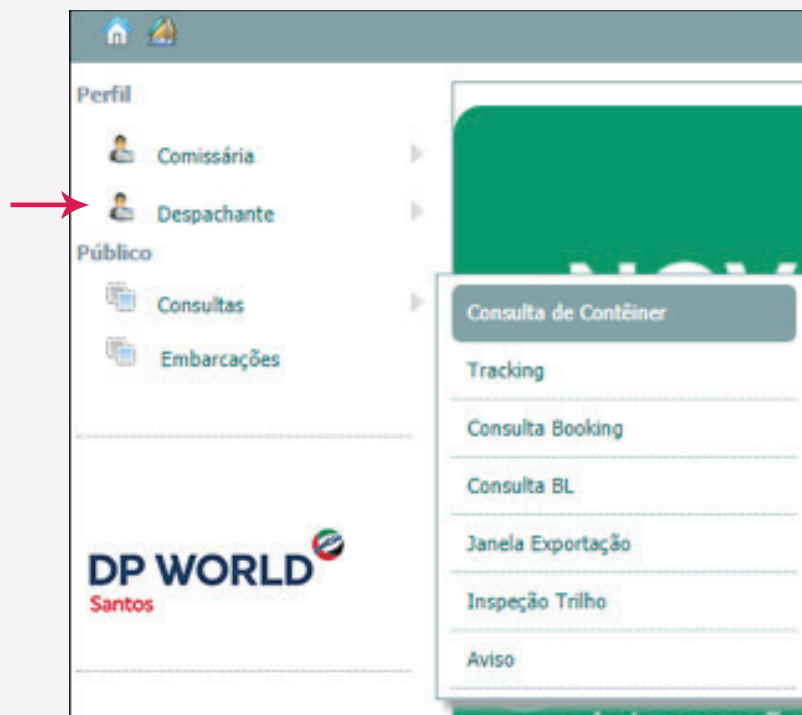 Perfil
Comissária
Despachante
Público
Consultas
Embarcações
Consulta de Contêiner
Tracking
Consulta Booking
Consulta BL
Janela Exportação
Inspeção Trilho
Aviso
DP WORLD
Santos